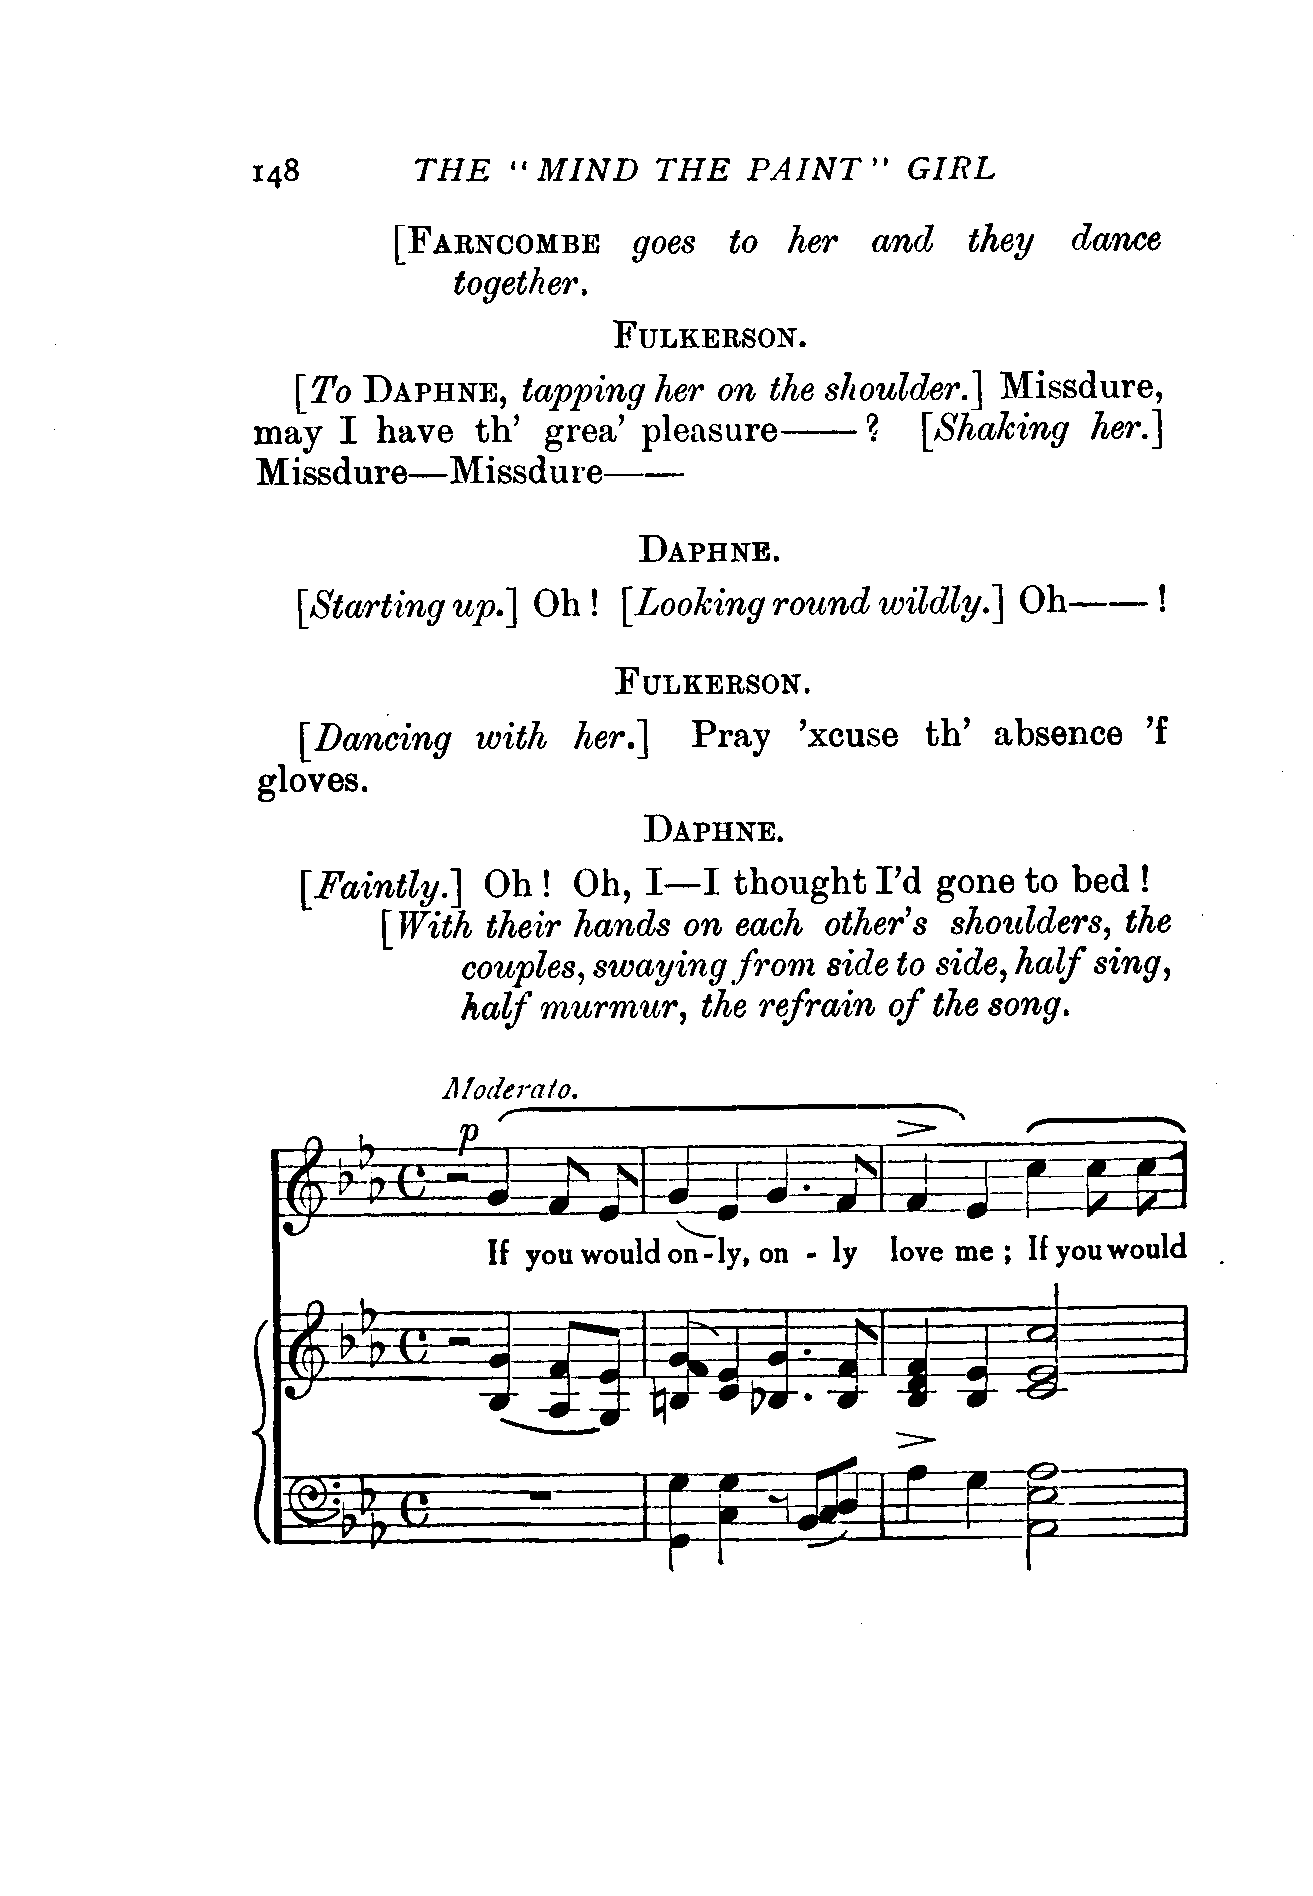 148 THE "MIND THE PAINT" GIRL
[FARNCOMBE goes to her and they dance
together.
FULKERSON.
[To DAPHNE, tapping her on the shoulder.] Missdure,
may I have th' grea' pleasure——? [Shaking her.]
Missdure—Missdure——
DAPHNE.
[Starting up.] Oh! [Looking round wildly.] Oh——!
FULKERSON.
[Dancing with her.] Pray 'xcuse th' absence 'f
gloves.
DAPHNE.
[Faintly.] Oh! Oh, I—I thought I'd gone to bed!
[With their hands on each other's shoulders, the
couples, swaying from side to side, half sing,
half murmur, the refrain of the song.
Moderato.
p
If you would on-ly, on - ly love me; If you would